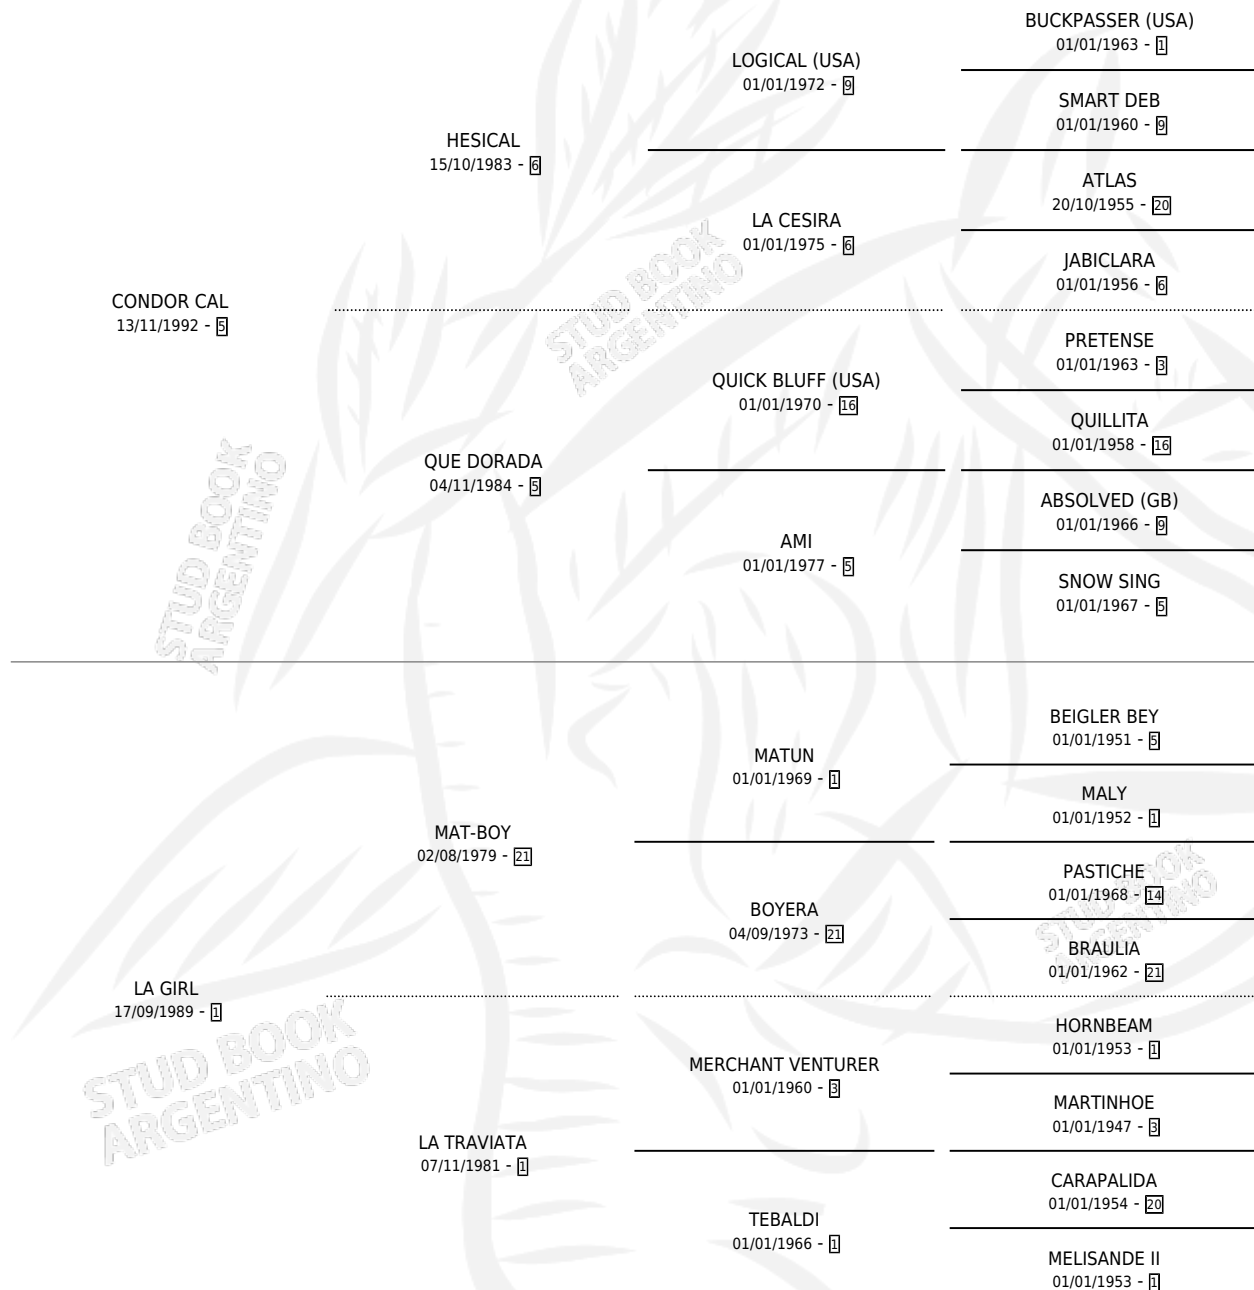 BUCKPASSER (USA)
01/01/1963 - 1
LOGICAL (USA)
01/01/1972 - 9
SMART DEB
01/01/1960 - 9
HESICAL
15/10/1983 - 6
ATLAS
20/10/1955 - 20
LA CESIRA
01/01/1975 - 6
JABICLARA
01/01/1956 - 6
CONDOR CAL
13/11/1992 - 5
PRETENSE
01/01/1963 - 3
QUICK BLUFF (USA)
01/01/1970 - 16
QUILLITA
01/01/1958 - 16
QUE DORADA
04/11/1984 - 5
ABSOLVED (GB)
01/01/1966 - 9
AMI
01/01/1977 - 5
SNOW SING
01/01/1967 - 5
STUD BOOK
ARGENTINO
STUD BOOK
ARGENTINO
BEIGLER BEY
01/01/1951 - 5
MATUN
01/01/1969 - 1
MALY
01/01/1952 - 1
MAT-BOY
02/08/1979 - 21
PASTICHE
01/01/1968 - 14
BOYERA
04/09/1973 - 21
BRAULIA
01/01/1962 - 21
LA GIRL
17/09/1989 - 1
HORNBEAM
01/01/1953 - 1
MERCHANT VENTURER
01/01/1960 - 3
MARTINHOE
01/01/1947 - 3
LA TRAVIATA
07/11/1981 - 1
CARAPALIDA
01/01/1954 - 20
TEBALDI
01/01/1966 - 1
MELISANDE II
01/01/1953 - 1
STUD BOOK
ARGENTINO
STUD BOOK
ARGENTINO